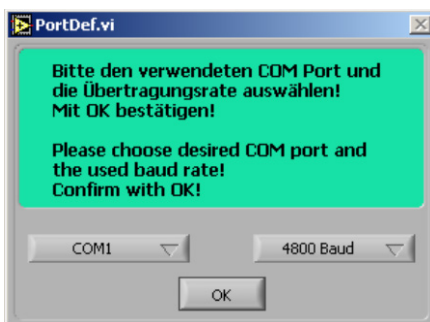 PortDef.vi
Bitte den verwendeten COM Port und
die Übertragungsrate auswählen!
Mit OK bestätigen!
Please choose desired COM port and
the used baud rate!
Confirm with OK!
COM1
4800 Baud
OK